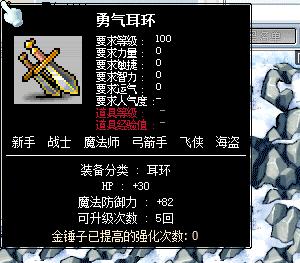 勇气耳环
要求等级： 100
要求力量： 0
要求敏捷： 0
要求智力： 0
要求运气： 0
要求人气度： -
道具等级： -
道具经验值： -
新手 战士 魔法师 弓箭手 飞侠 海盗
装备分类 : 耳环
HP : +30
魔法防御力 : +82
可升级次数 : 5回
金锤子已提高的强化次数: 0